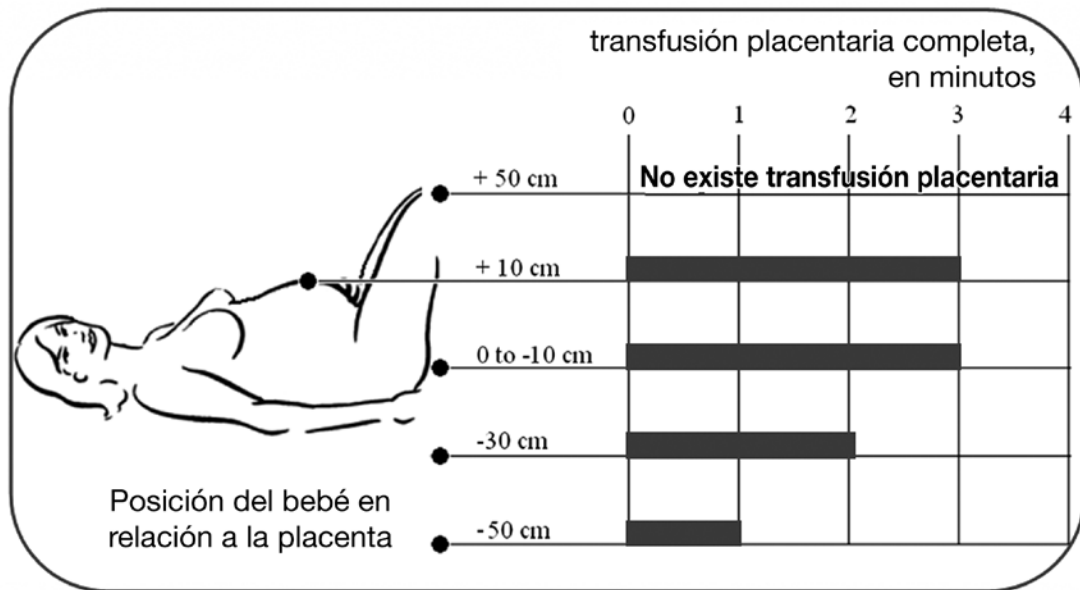 transfusión placentaria completa,
en minutos
0 1 2 3 4
+ 50 cm No existe transfusión placentaria
+ 10 cm
0 to -10 cm
-30 cm
-50 cm
Posición del bebé en
relación a la placenta